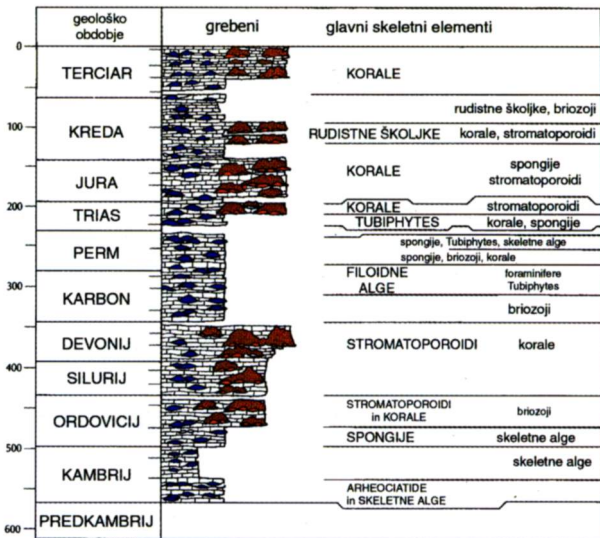 geološko
obdobje
grebeni
glavni skeletni elementi
0
TERCIAR
KORALE
rudistne školjke, briozoji
100
KREDA
RUDISTNE ŠKOLJKE
korale, stromatoporoidi
JURA
KORALE
spongije
stromatoporoidi
200
TRIAS
KORALE
stromatoporoidi
TUBIPHYTES
korale, spongije
PERM
spongije, Tubiphytes, skeletne alge
spongije, briozoji, korale
300
KARBON
FILOIDNE
ALGE
foraminifere
Tubiphytes
briozoji
DEVONIJ
STROMATOPOROIDI
korale
400
SILURIJ
ORDOVICIJ
STROMATOPOROIDI
in KORALE
briozoji
SPONGIJE
skeletne alge
500
KAMBRIJ
skeletne alge
ARHEOCIATIDE
in SKELETNE ALGE
PREDKAMBRIJ
600